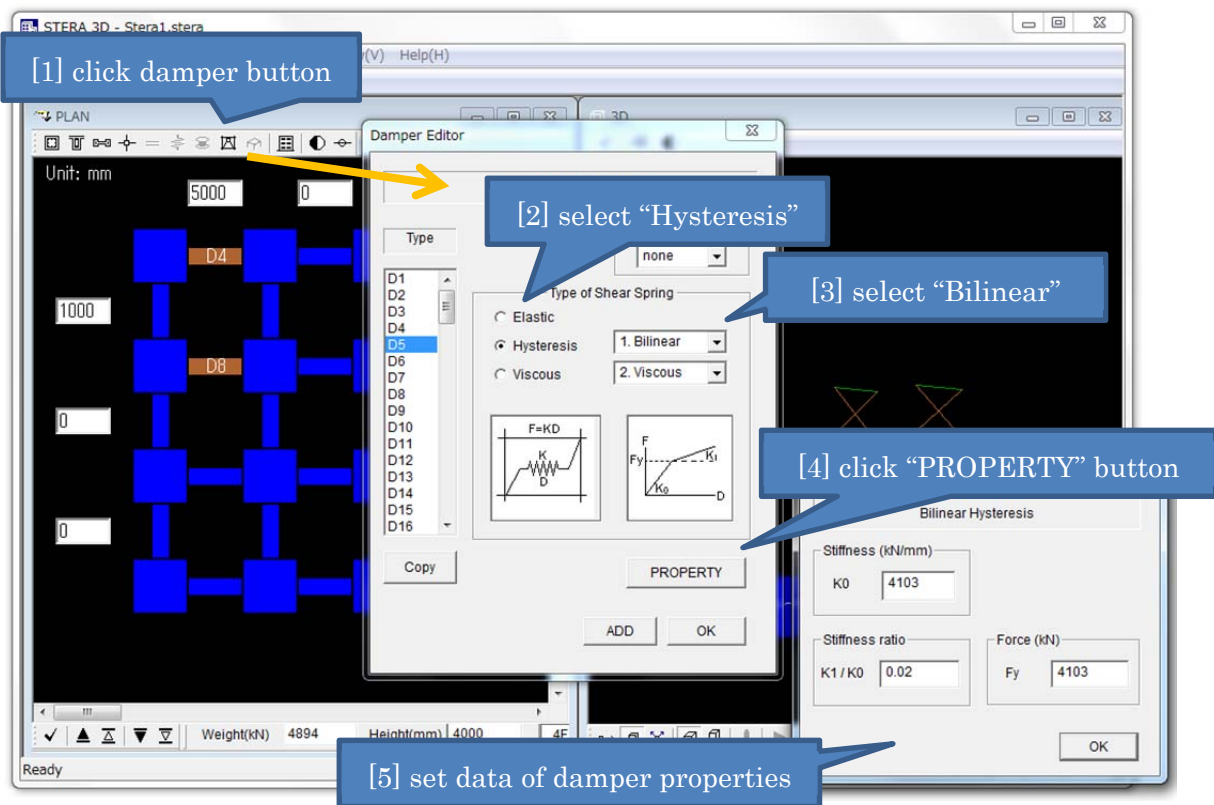 STERA 3D - Stera1.stera
[1] click damper button
(V) Help(H)
PLAN
3D
Damper Editor
Unit: mm
5000
0
[2] select “Hysteresis”
Type
none
D4
[3] select “Bilinear”
D1
D2
D3
D4
D5
D6
D7
D8
D9
D10
D11
D12
D13
D14
D15
D16
Type of Shear Spring
Elastic
Hysteresis
1. Bilinear
Viscous
2. Viscous
1000
D8
0
F=KD
K
D
F
Fy
K1
K0
D
[4] click “PROPERTY” button
0
Bilinear Hysteresis
Stiffness (kN/mm)
K0 4103
Copy
PROPERTY
ADD
OK
Stiffness ratio
K1 / K0 0.02
Force (kN)
Fy 4103
Weight(kN) 4894 Height(mm) 4000 4F
OK
Ready
[5] set data of damper properties